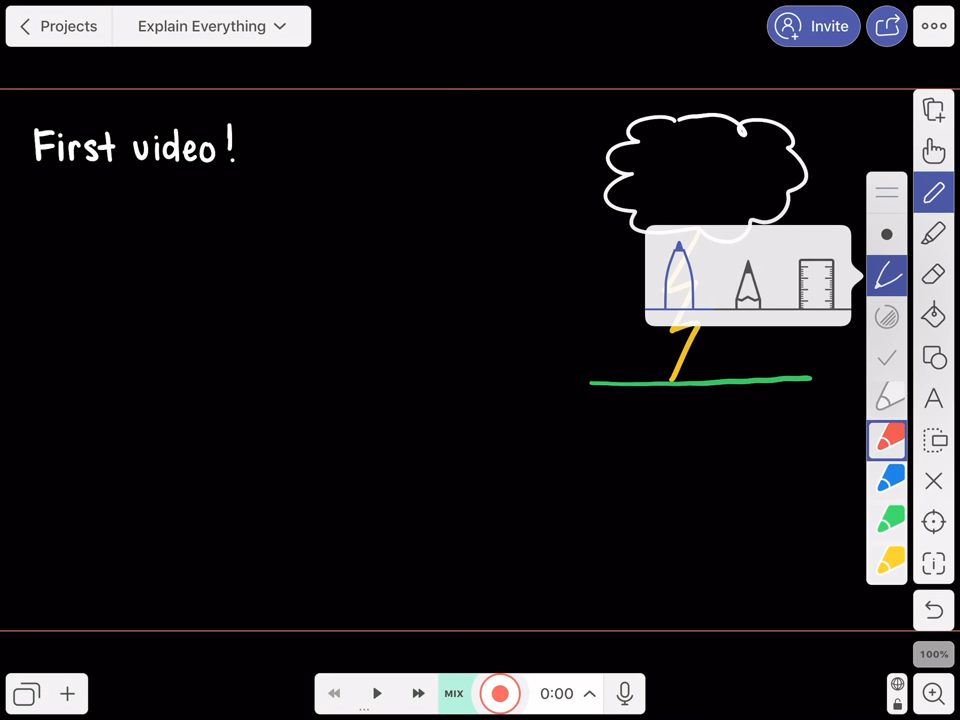 Projects
Explain Everything
Invite
First video!
A
100%
MIX
0:00